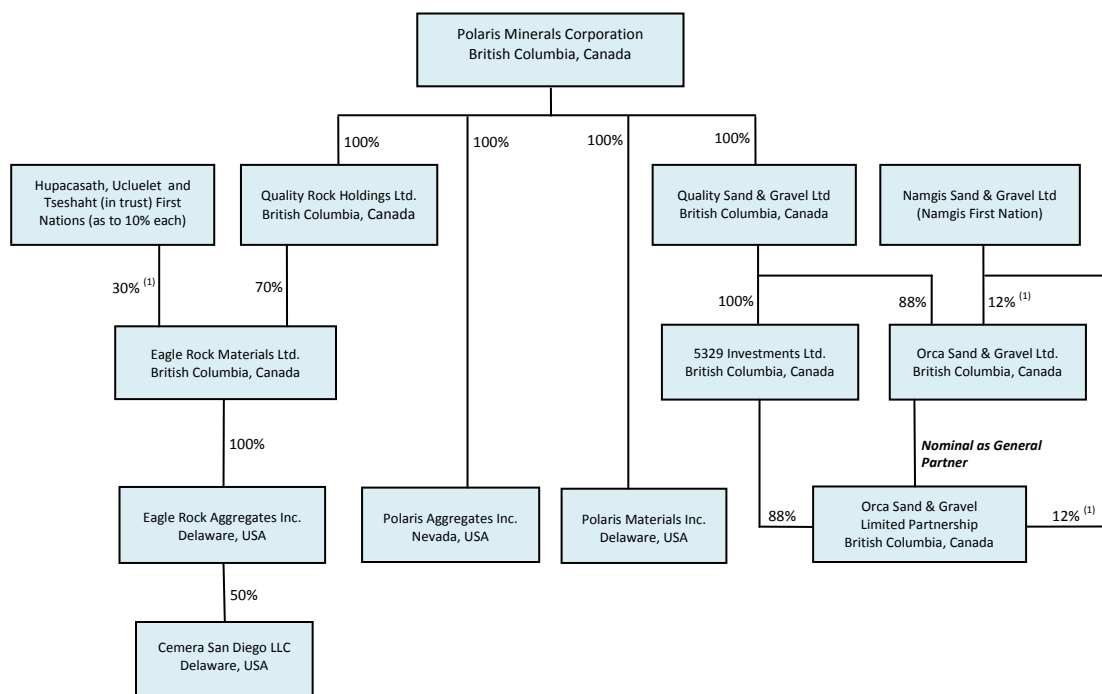 Polaris Minerals Corporation
British Columbia, Canada
100%
100%
100%
100%
Hupacasath, Ucluelet and
Tseshaht (in trust) First
Nations (as to 10% each)
Quality Rock Holdings Ltd.
British Columbia, Canada
Quality Sand & Gravel Ltd
British Columbia, Canada
Namgis Sand & Gravel Ltd
(Namgis First Nation)
30% (1)
70%
100%
88%
12% (1)
Eagle Rock Materials Ltd.
British Columbia, Canada
5329 Investments Ltd.
British Columbia, Canada
Orca Sand & Gravel Ltd.
British Columbia, Canada
100%
Nominal as General
Partner
Eagle Rock Aggregates Inc.
Delaware, USA
Polaris Aggregates Inc.
Nevada, USA
Polaris Materials Inc.
Delaware, USA
88%
Orca Sand & Gravel
Limited Partnership
British Columbia, Canada
12% (1)
50%
Cemera San Diego LLC
Delaware, USA